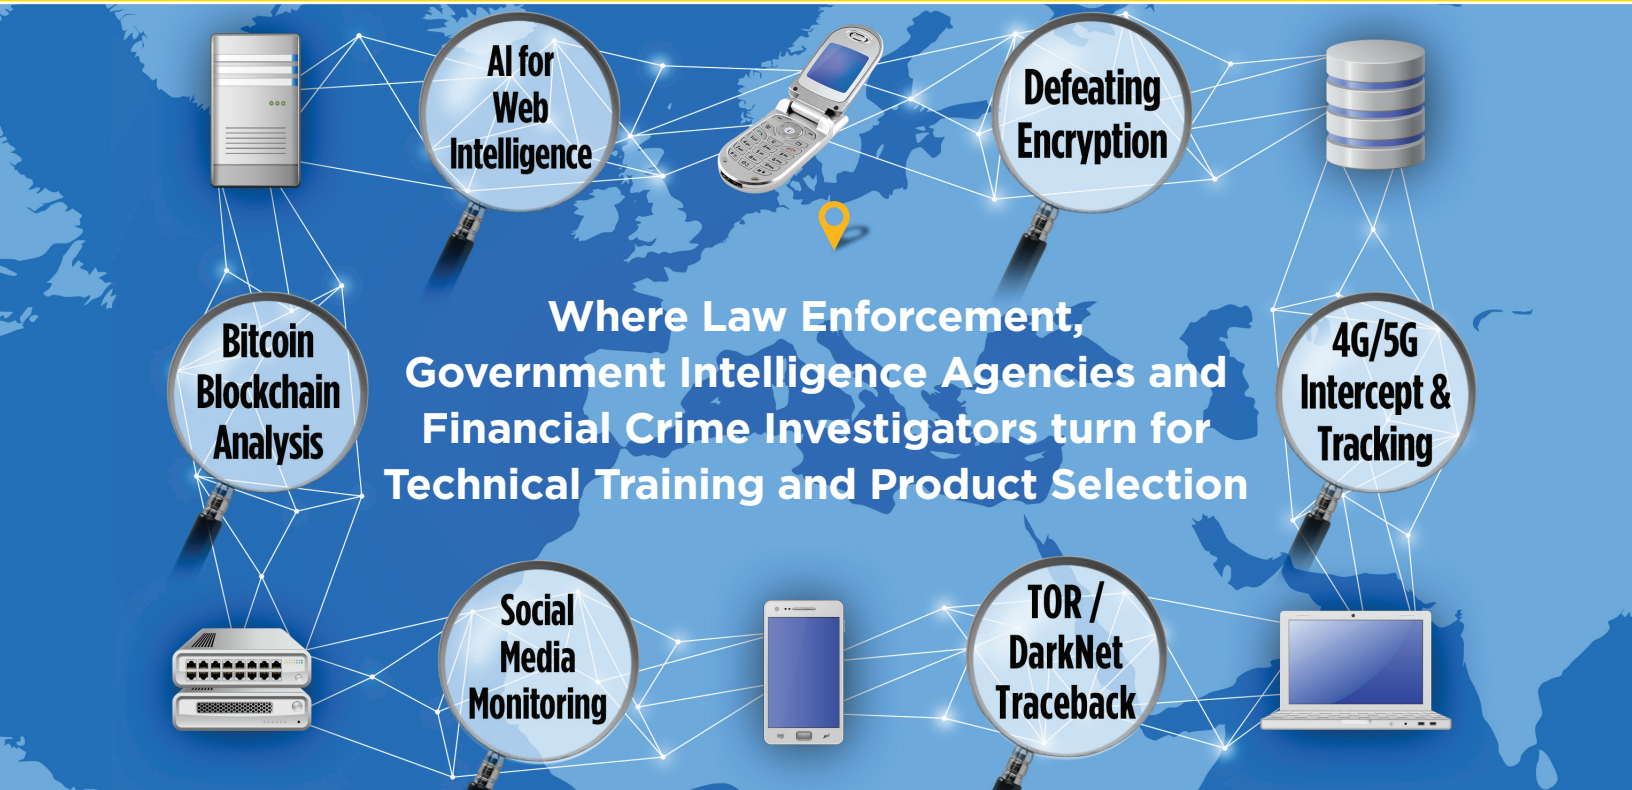 AI for
Web
Intelligence
Defeating
Encryption
Where Law Enforcement,
Government Intelligence Agencies and
Financial Crime Investigators turn for
Technical Training and Product Selection
Bitcoin
Blockchain
Analysis
4G/5G
Intercept &
Tracking
Social
Media
Monitoring
TOR /
DarkNet
Traceback